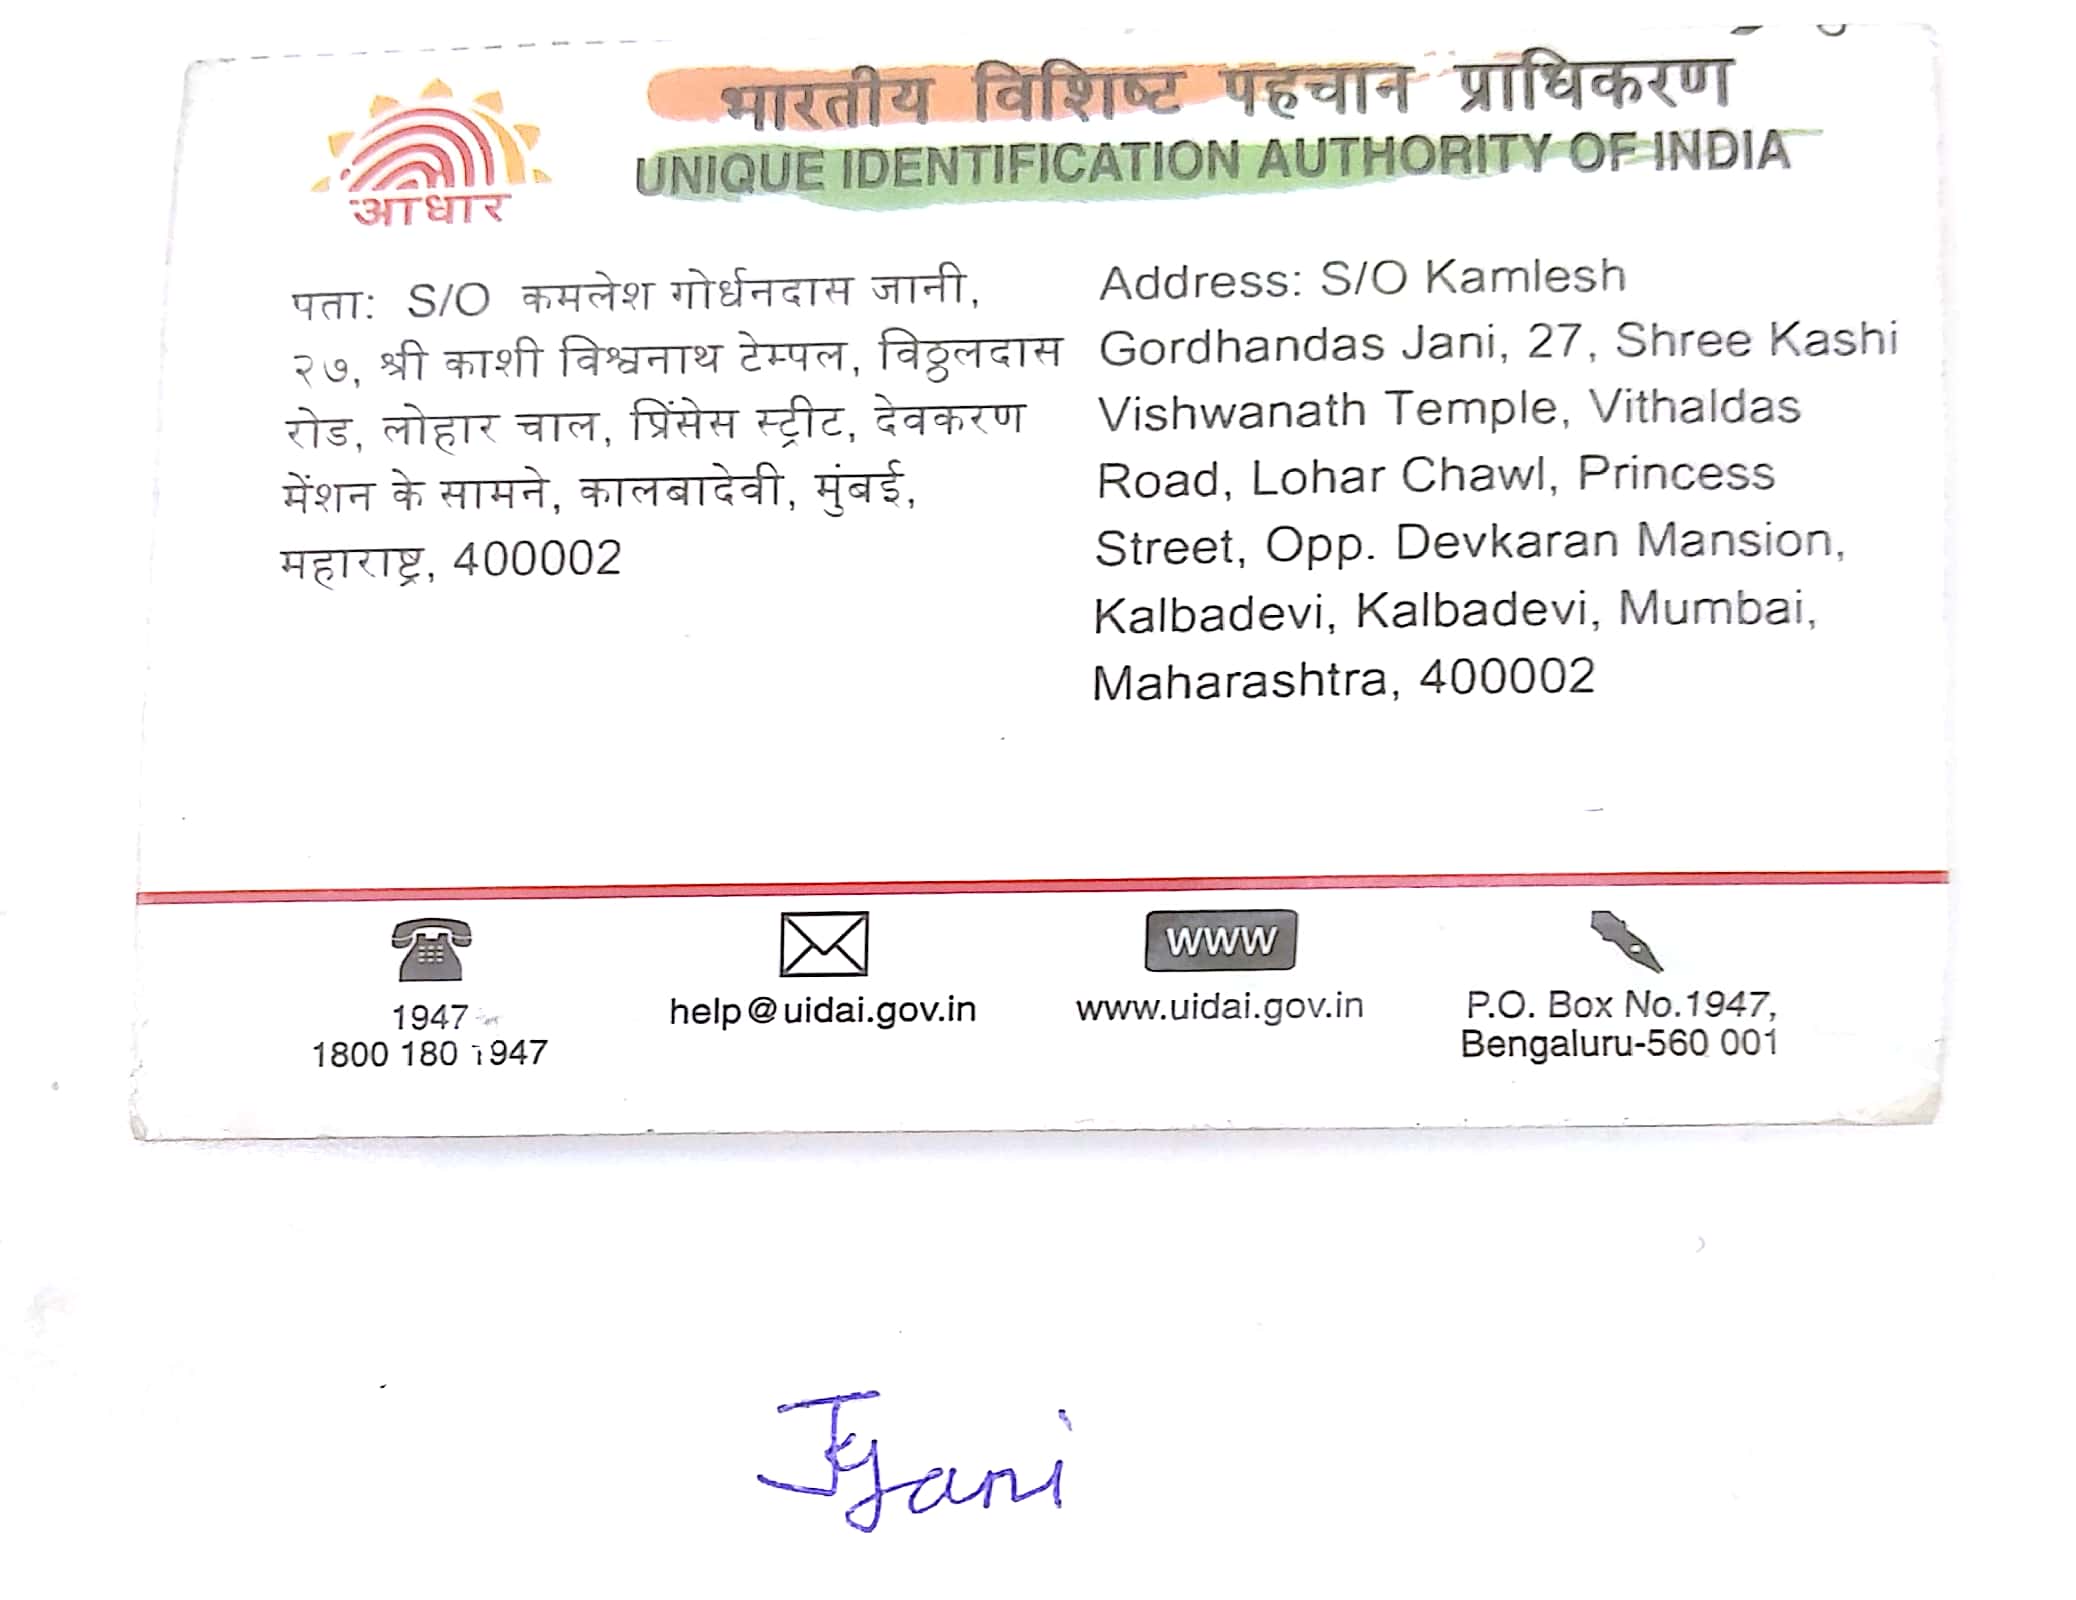 भारतीय विशिष्ट पहचान प्राधिकरण
UNIQUE IDENTIFICATION AUTHORITY OF INDIA
आधार
पता: S/O कमलेश गोर्धनदास जानी,
२७, श्री काशी विश्वनाथ टेम्पल, विठ्ठलदास
रोड, लोहार चाल, प्रिंसेस स्ट्रीट, देवकरण
मेंशन के सामने, कालबादेवी, मुंबई,
महाराष्ट्र, 400002
Address: S/O Kamlesh
Gordhandas Jani, 27, Shree Kashi
Vishwanath Temple, Vithaldas
Road, Lohar Chawl, Princess
Street, Opp. Devkaran Mansion,
Kalbadevi, Kalbadevi, Mumbai,
Maharashtra, 400002
1947
1800 180 1947
help@uidai.gov.in
WWW
www.uidai.gov.in
P.O. Box No.1947,
Bengaluru-560 001